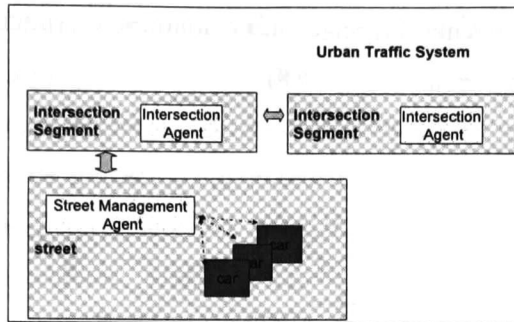 Urban Traffic System
Intersection
Segment
Intersection
Agent
Intersection
Segment
Intersection
Agent
Street Management
Agent
street
car
car
car